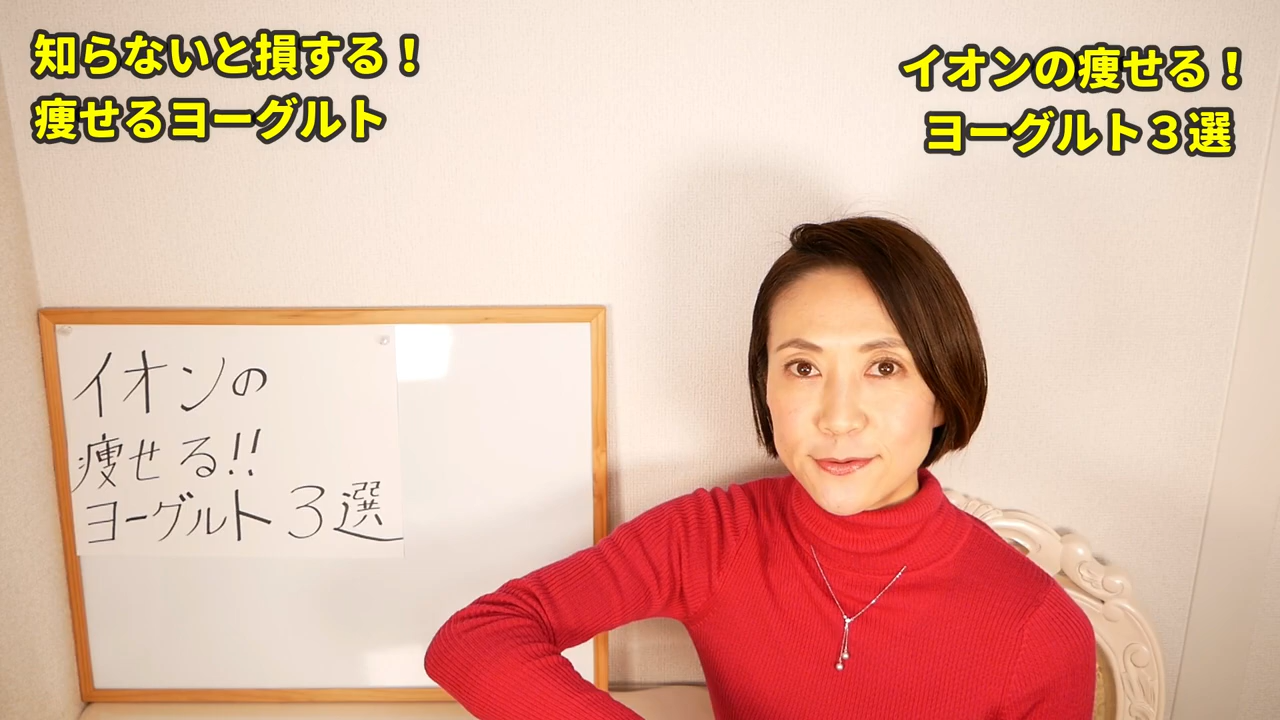 知らないと損する！
痩せるヨーグルト
イオンの痩せる！
ヨーグルト３選
イオンの
痩せる!!
ヨーグルト３選